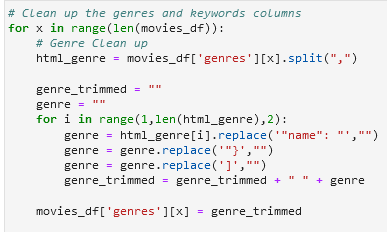 # Clean up the genres and keywords columns
for x in range(len(movies_df)):
    # Genre Clean up
    html_genre = movies_df['genres'][x].split(",")

    genre_trimmed = ""
    genre = ""
    for i in range(1,len(html_genre),2):
        genre = html_genre[i].replace('"name": "',"")
        genre = genre.replace('"}',"")
        genre = genre.replace(']',"")
        genre_trimmed = genre_trimmed + " " + genre

    movies_df['genres'][x] = genre_trimmed